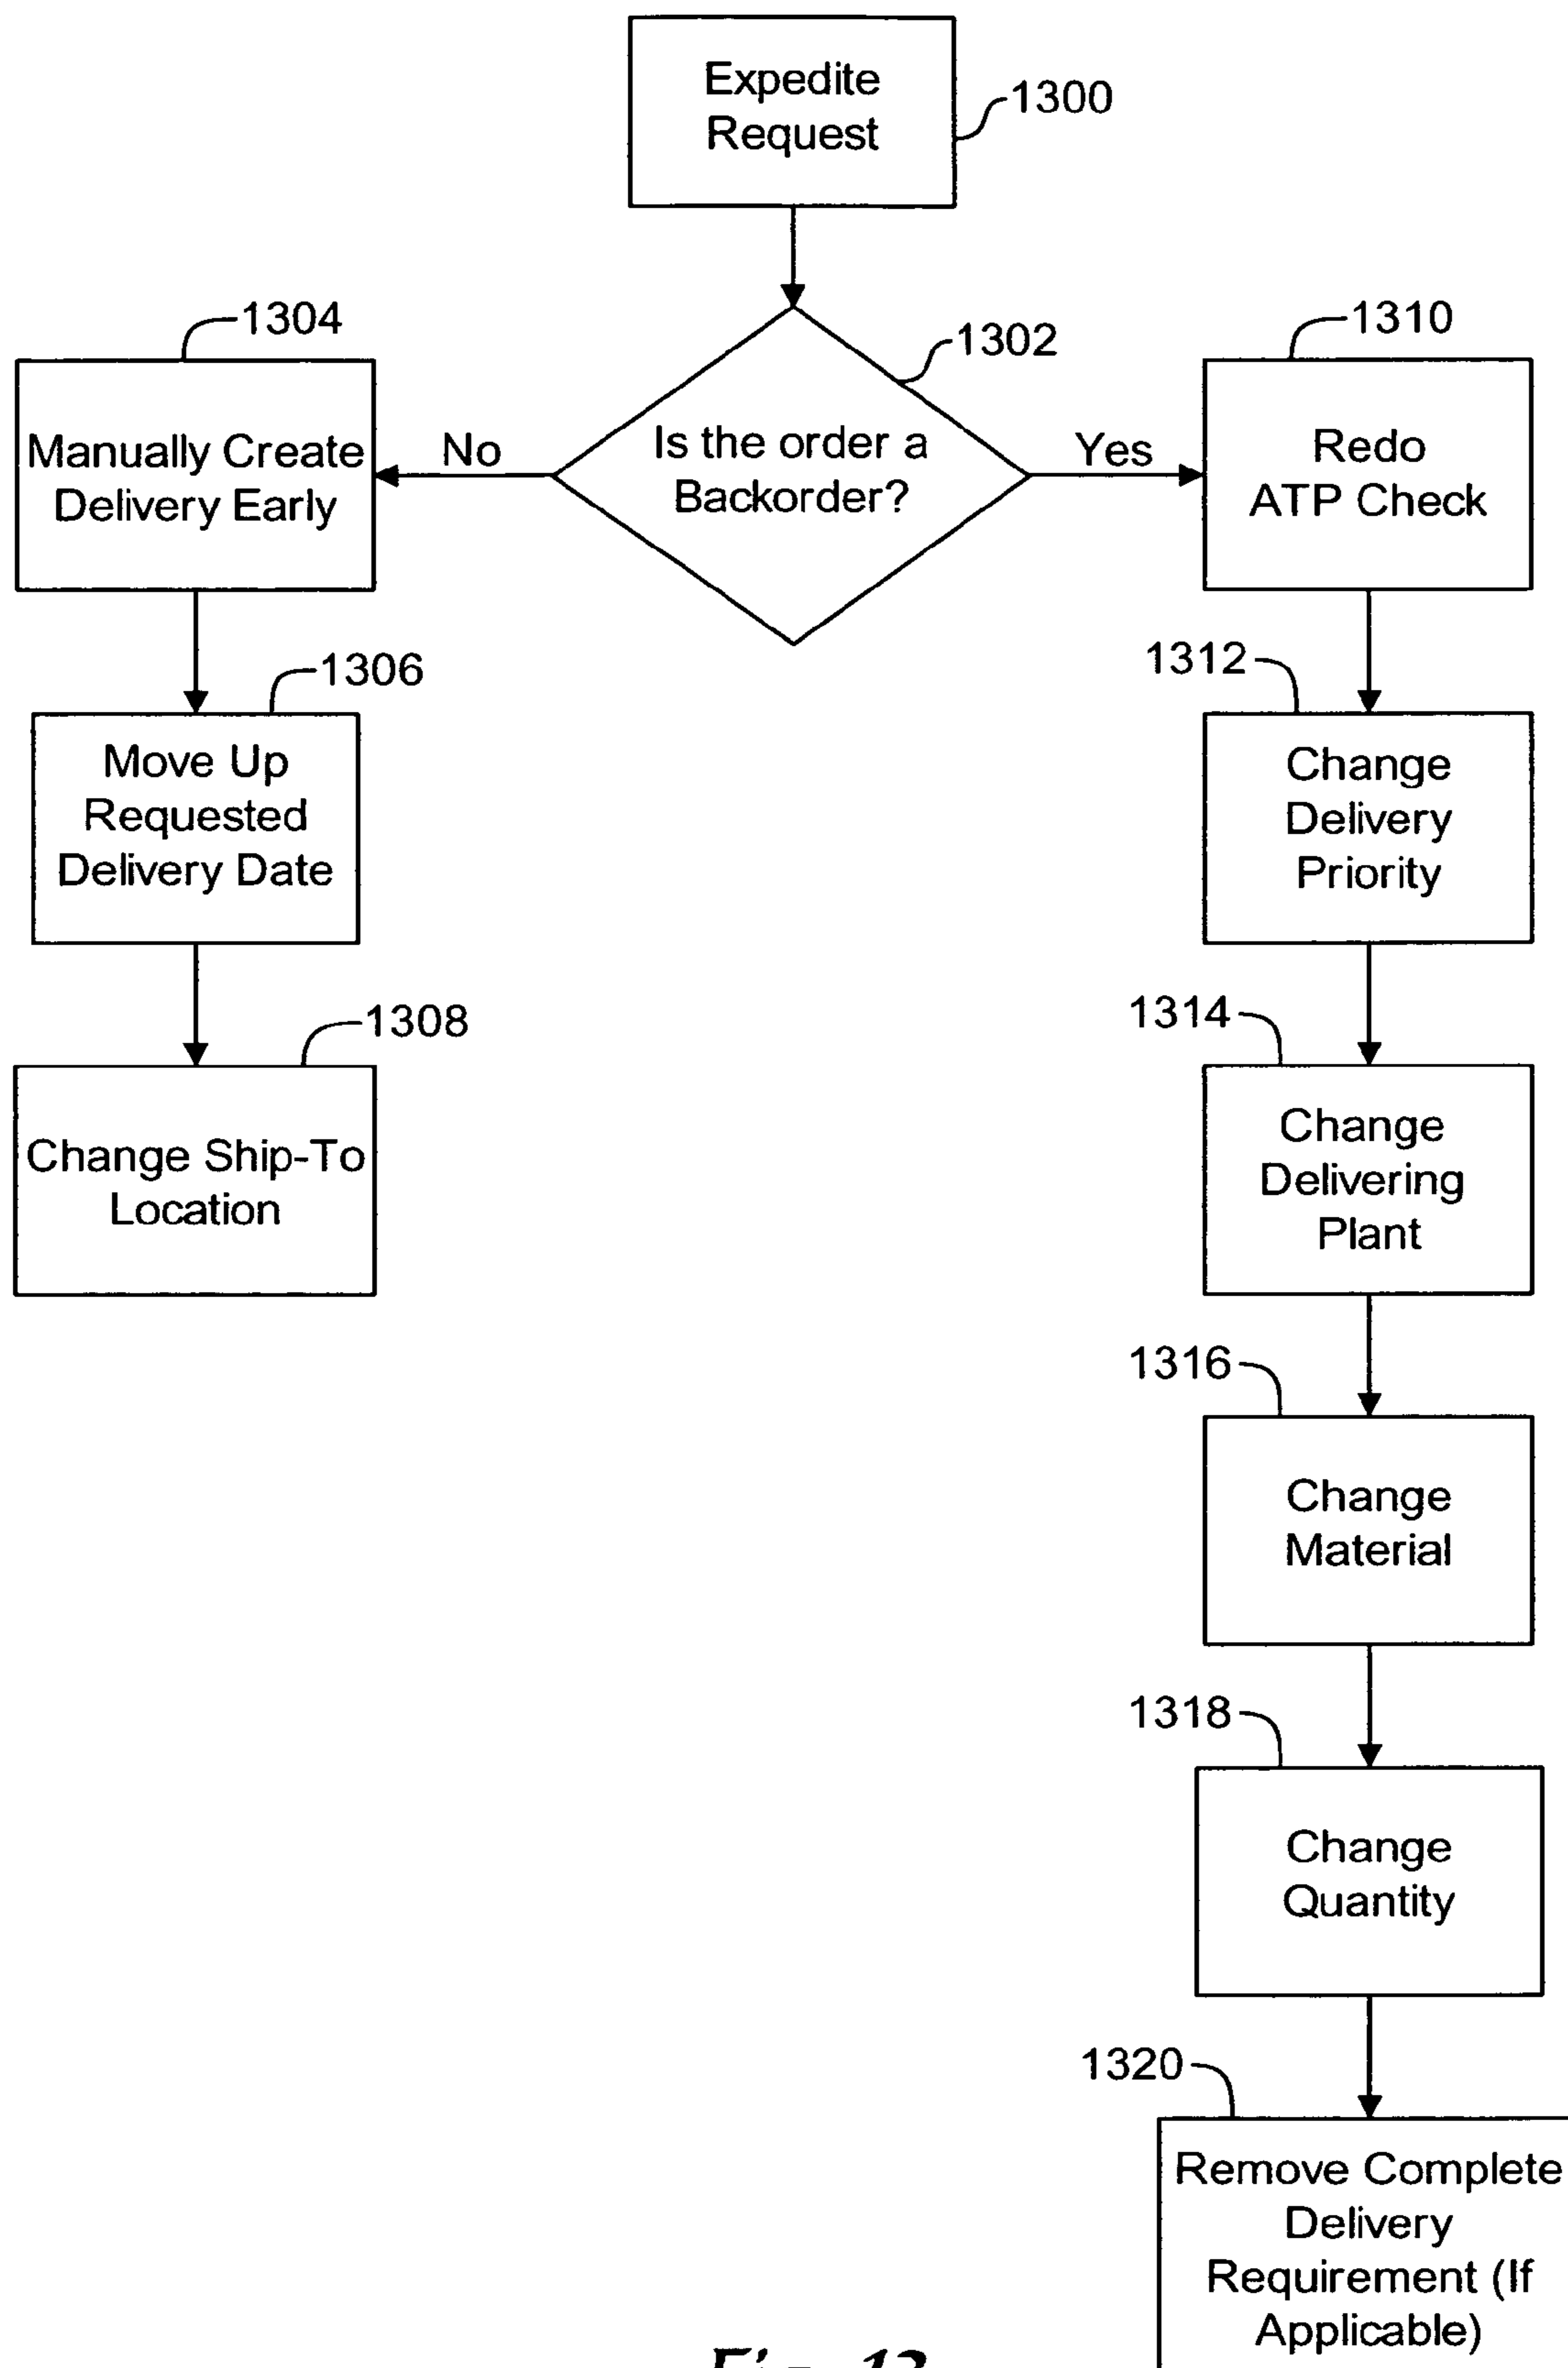 Expedite
Request
1300
1304
1302
1310
Manually Create
Delivery Early
No
Is the order a
Backorder?
Yes
Redo
ATP Check
1306
1312
Move Up
Requested
Delivery Date
Change
Delivery
Priority
1308
1314
Change Ship-To
Location
Change
Delivering
Plant
1316
Change
Material
1318
Change
Quantity
1320
Remove Complete
Delivery
Requirement (If
Applicable)